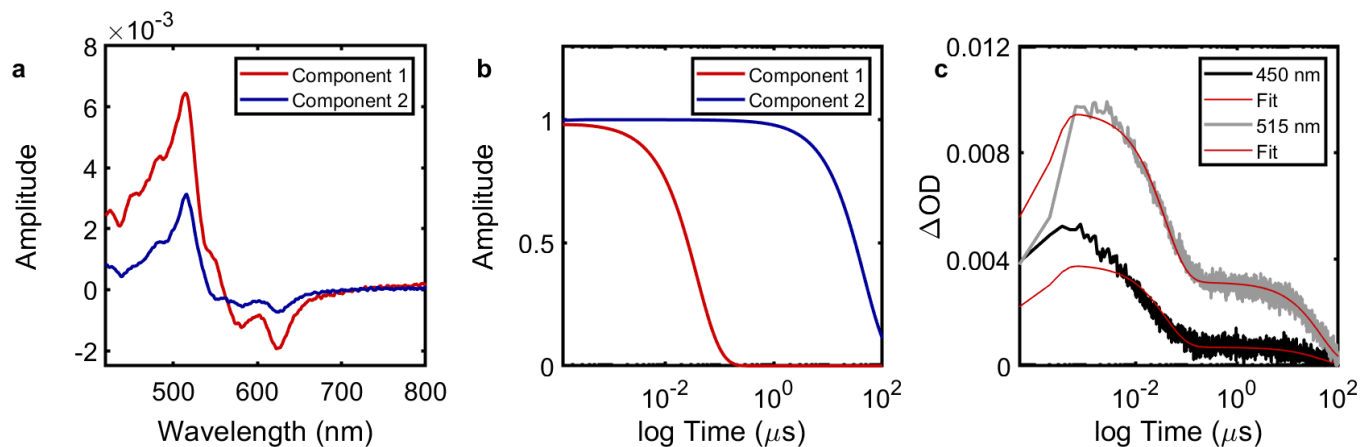 a
×10⁻³
8
6
4
2
0
-2
Amplitude
500 600 700 800
Wavelength (nm)
Component 1
Component 2
b
1
0.5
0
Amplitude
10⁻² 10⁰ 10²
log Time (μs)
Component 1
Component 2
c
0.012
0.008
0.004
0
ΔOD
10⁻² 10⁰ 10²
log Time (μs)
450 nm
Fit
515 nm
Fit